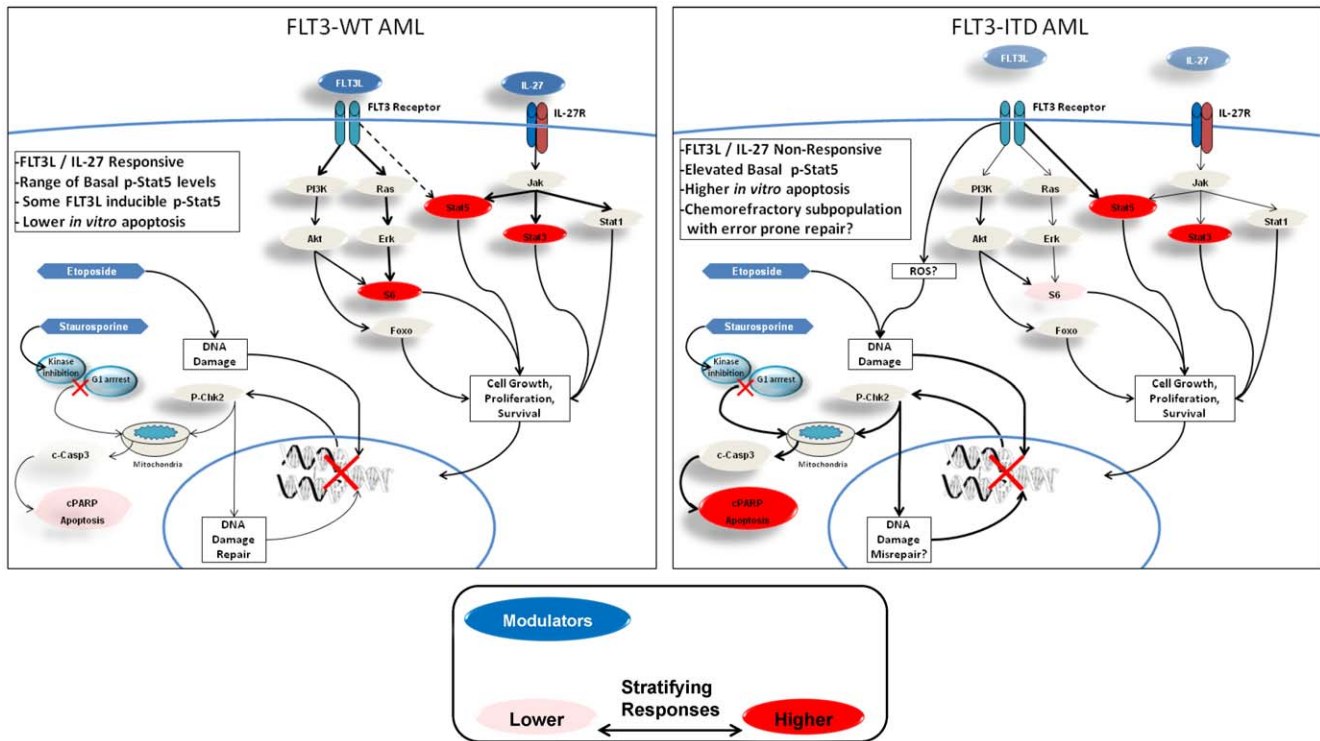 FLT3-WT AML
FLT3L
IL-27
FLT3 Receptor
IL-27R
-FLT3L / IL-27 Responsive
-Range of Basal p-Stat5 levels
- Some FLT3L inducible p-Stat5
- Lower in vitro apoptosis
PI3K
Ras
Jak
Stat5
Stat1
Akt
Erk
Stat3
Etoposide
S6
Staurosporine
Foxo
DNA
Damage
Kinase
inhibition
G1 arrrest
P-Chk2
Cell Growth,
Proliferation,
Survival
Mitochondria
c-Casp3
cPARP
Apoptosis
DNA
Damage
Repair
FLT3-ITD AML
FLT3L
IL-27
FLT3 Receptor
IL-27R
-FLT3L / IL-27 Non-Responsive
-Elevated Basal p-Stat5
-Higher in vitro apoptosis
-Chemorefractory subpopulation
with error prone repair?
PI3K
Ras
Jak
Stat5
Stat1
Akt
Erk
Stat3
Etoposide
ROS?
S6
Staurosporine
Foxo
DNA
Damage
Kinase
inhibition
G1 arrrest
P-Chk2
Cell Growth,
Proliferation,
Survival
Mitochondria
c-Casp3
cPARP
Apoptosis
DNA
Damage
Misrepair?
Modulators
Stratifying
Responses
Lower
Higher